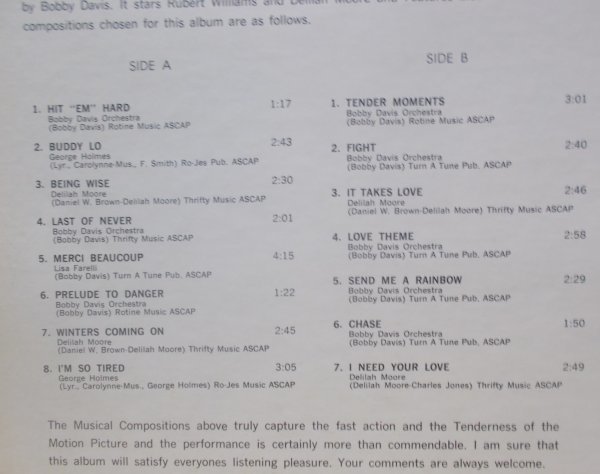 by Bobby Davis. It stars Rubert Williams and Delilah Moore and Features
compositions chosen for this album are as follows.
SIDE A
1. HIT "EM" HARD 1:17
Bobby Davis Orchestra
(Bobby Davis) Rotine Music ASCAP
2. BUDDY LO 2:43
George Holmes
(Lyr., Carolynne-Mus., F. Smith) Ro-Jes Pub. ASCAP
3. BEING WISE 2:30
Delilah Moore
(Daniel W. Brown-Delilah Moore) Thrifty Music ASCAP
4. LAST OF NEVER 2:01
Bobby Davis Orchestra
(Bobby Davis) Thrifty Music ASCAP
5. MERCI BEAUCOUP 4:15
Lisa Farelli
(Bobby Davis) Turn A Tune Pub. ASCAP
6. PRELUDE TO DANGER 1:22
Bobby Davis Orchestra
(Bobby Davis) Rotine Music ASCAP
7. WINTERS COMING ON 2:45
Delilah Moore
(Daniel W. Brown-Delilah Moore) Thrifty Music ASCAP
8. I'M SO TIRED 3:05
George Holmes
(Lyr., Carolynne-Mus., George Holmes) Ro-Jes Music ASCAP
SIDE B
1. TENDER MOMENTS 3:01
Bobby Davis Orchestra
(Bobby Davis) Rotine Music ASCAP
2. FIGHT 2:40
Bobby Davis Orchestra
(Bobby Davis) Turn A Tune Pub. ASCAP
3. IT TAKES LOVE 2:46
Delilah Moore
(Daniel W. Brown-Delilah Moore) Thrifty Music ASCAP
4. LOVE THEME 2:58
Bobby Davis Orchestra
(Bobby Davis) Turn A Tune Pub. ASCAP
5. SEND ME A RAINBOW 2:29
Bobby Davis Orchestra
(Bobby Davis) Turn A Tune Pub. ASCAP
6. CHASE 1:50
Bobby Davis Orchestra
(Bobby Davis) Turn A Tune Pub. ASCAP
7. I NEED YOUR LOVE 2:49
Delilah Moore
(Delilah Moore-Charles Jones) Thrifty Music ASCAP
The Musical Compositions above truly capture the fast action and the Tenderness of the
Motion Picture and the performance is certainly more than commendable. I am sure that
this album will satisfy everyones listening pleasure. Your comments are always welcome.